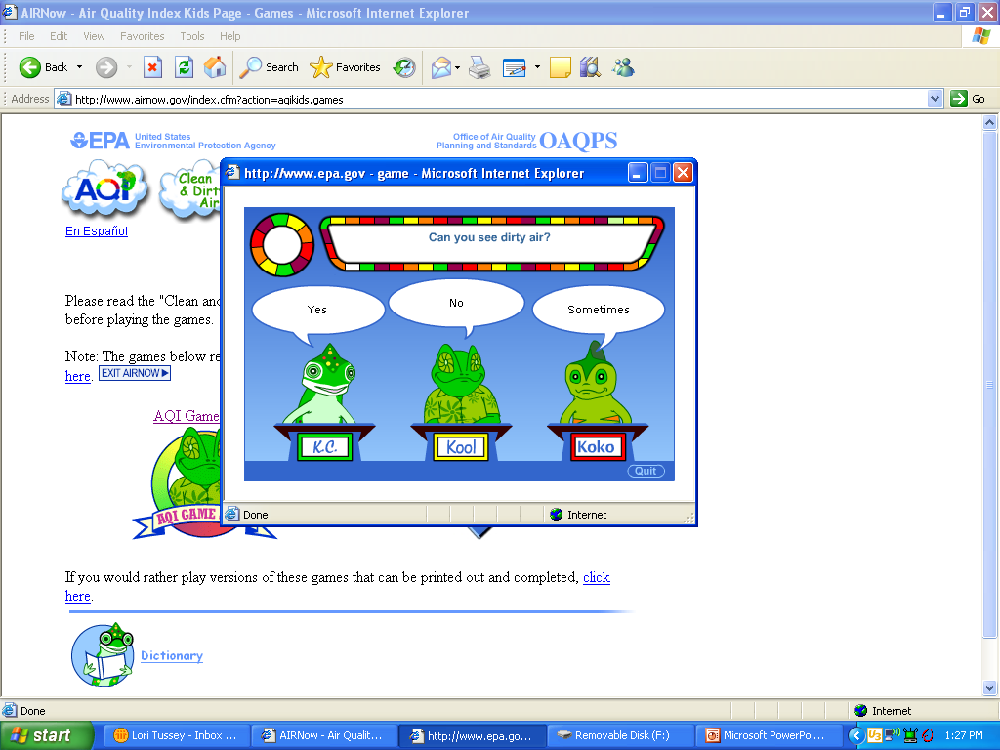 AIRNow - Air Quality Index Kids Page - Games - Microsoft Internet Explorer
File Edit View Favorites Tools Help
Back Search Favorites
Address http://www.airnow.gov/index.cfm?action=aqikids.games Go
EPA United States
Environmental Protection Agency
Office of Air Quality
Planning and Standards OAQPS
AQI
Clean
& Dirt
Air
En Español
http://www.epa.gov - game - Microsoft Internet Explorer
Can you see dirty air?
Yes
No
Sometimes
K.C.
Kool
Koko
Quit
Done Internet
Please read the "Clean and
before playing the games.
Note: The games below re
here. EXIT AIRNOW
AQI Game
AQI GAME
If you would rather play versions of these games that can be printed out and completed, click
here.
Dictionary
Done Internet
start Lori Tussey - Inbox ... AIRNow - Air Qualit... http://www.epa.go... Removable Disk (F:) Microsoft PowerPoi... 1:27 PM